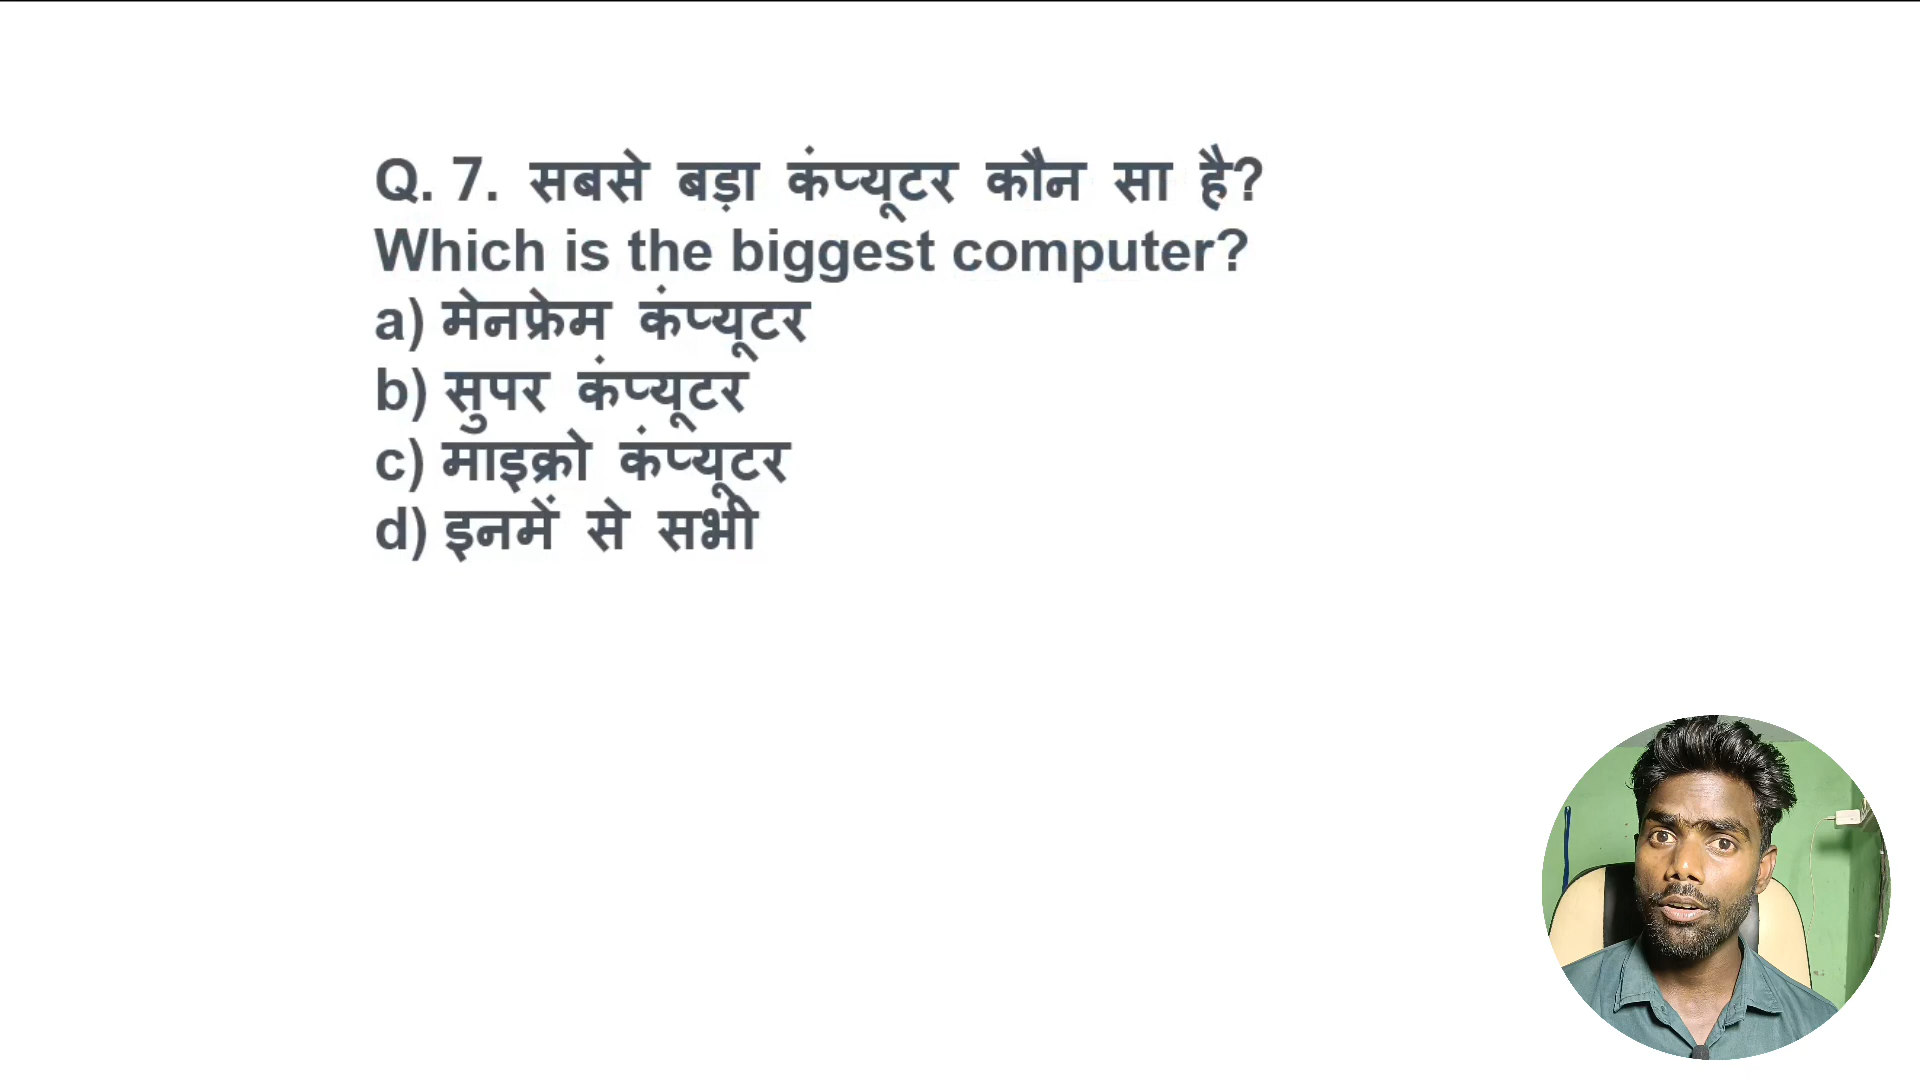 Q. 7. सबसे बड़ा कंप्यूटर कौन सा है?
Which is the biggest computer?
a) मेनफ्रेम कंप्यूटर
b) सुपर कंप्यूटर
c) माइक्रो कंप्यूटर
d) इनमें से सभी